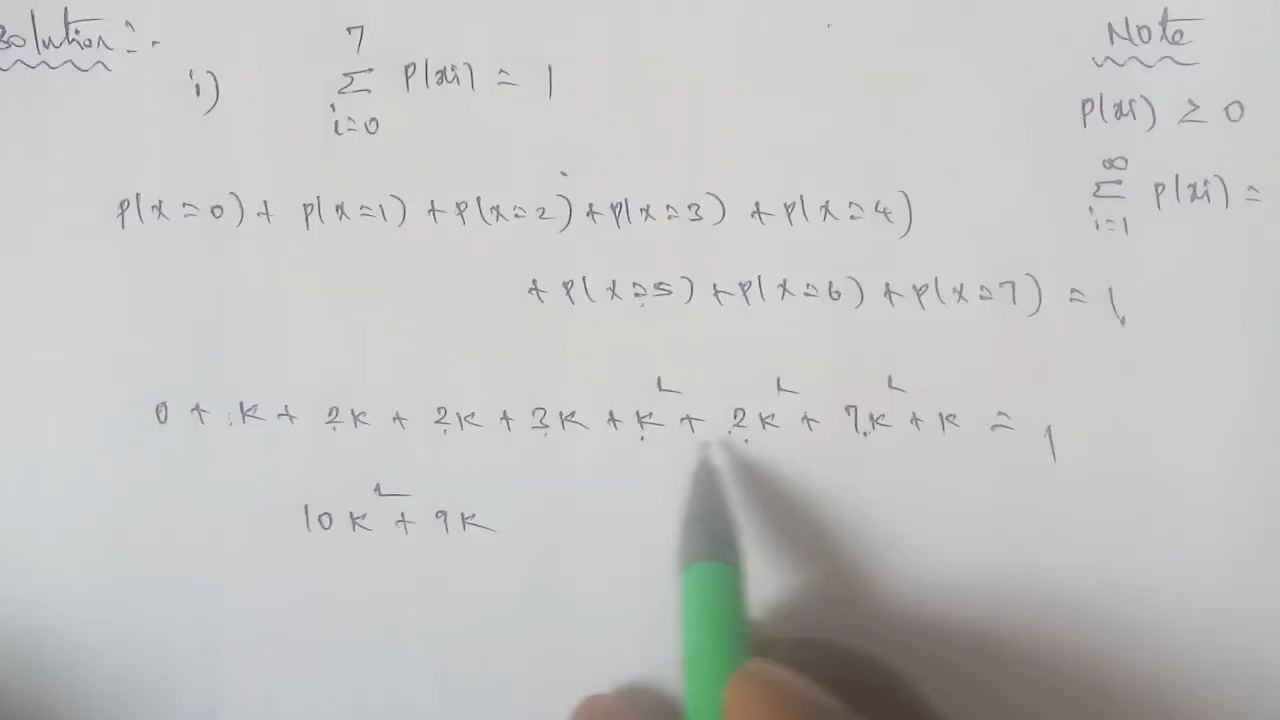 Solution :-
Note
i) 7 Σ i=0 P(xi) = 1
P(xi) ≥ 0
∞ Σ i=1 P(xi) =
P(x=0) + P(x=1) + P(x=2) + P(x=3) + P(x=4)
+ P(x=5) + P(x=6) + P(x=7) = 1.
0 + K + 2K + 2K + 3K + K² + 2K² + 7K² + K = 1
10K² + 9K